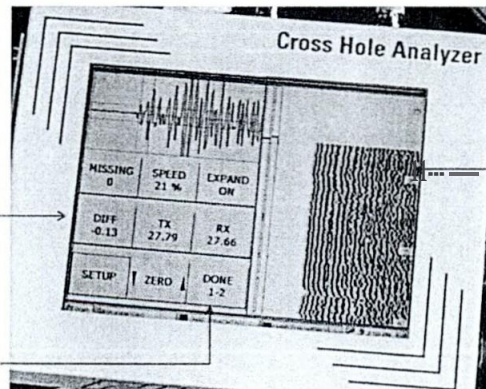 Cross Hole Analyzer
MISSING SPEED EXPAND
0 21 % ON
DIFF TX RX
-0.13 27.79 27.66
SETUP ZERO DONE
1-2